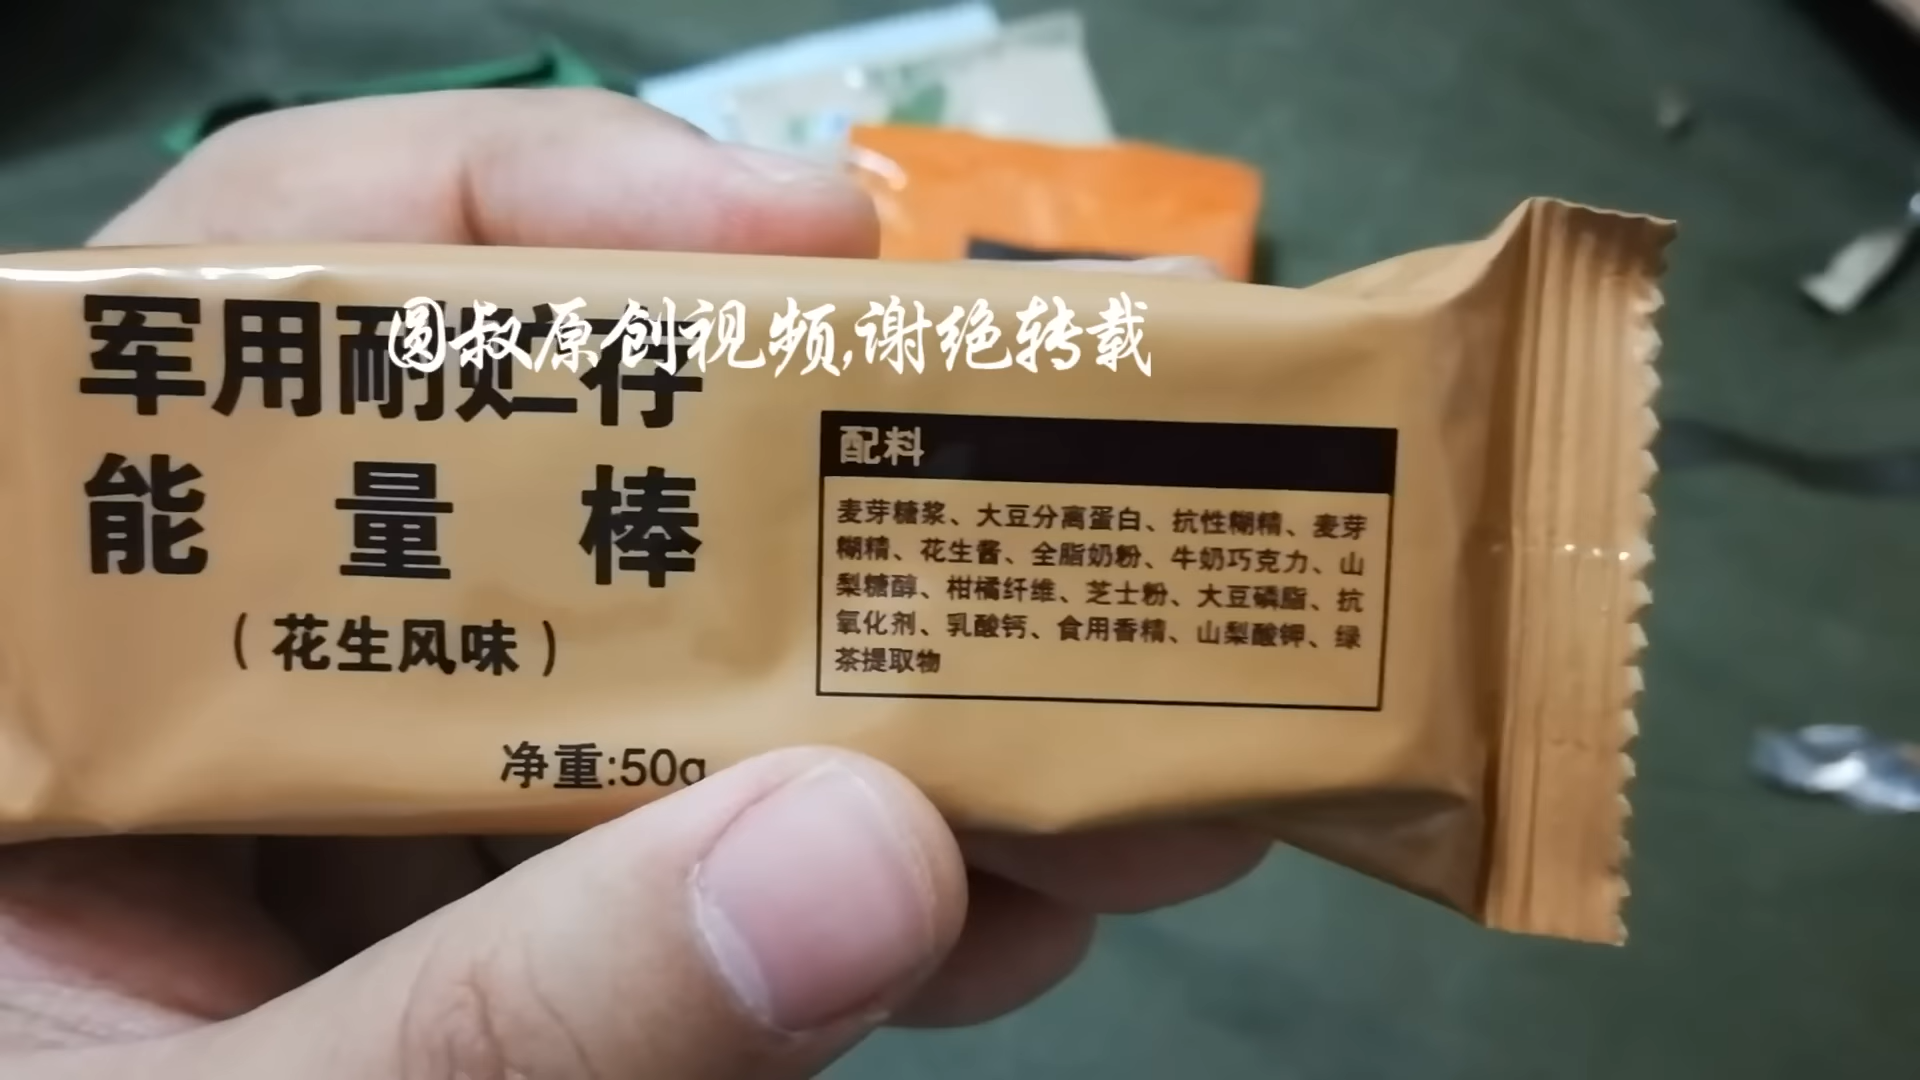 军用耐贮存
圆叔原创视频,谢绝转载
能量棒
(花生风味)
净重:50g
配料
麦芽糖浆、大豆分离蛋白、抗性糊精、麦芽
糊精、花生酱、全脂奶粉、牛奶巧克力、山
梨糖醇、柑橘纤维、芝士粉、大豆磷脂、抗
氧化剂、乳酸钙、食用香精、山梨酸钾、绿
茶提取物